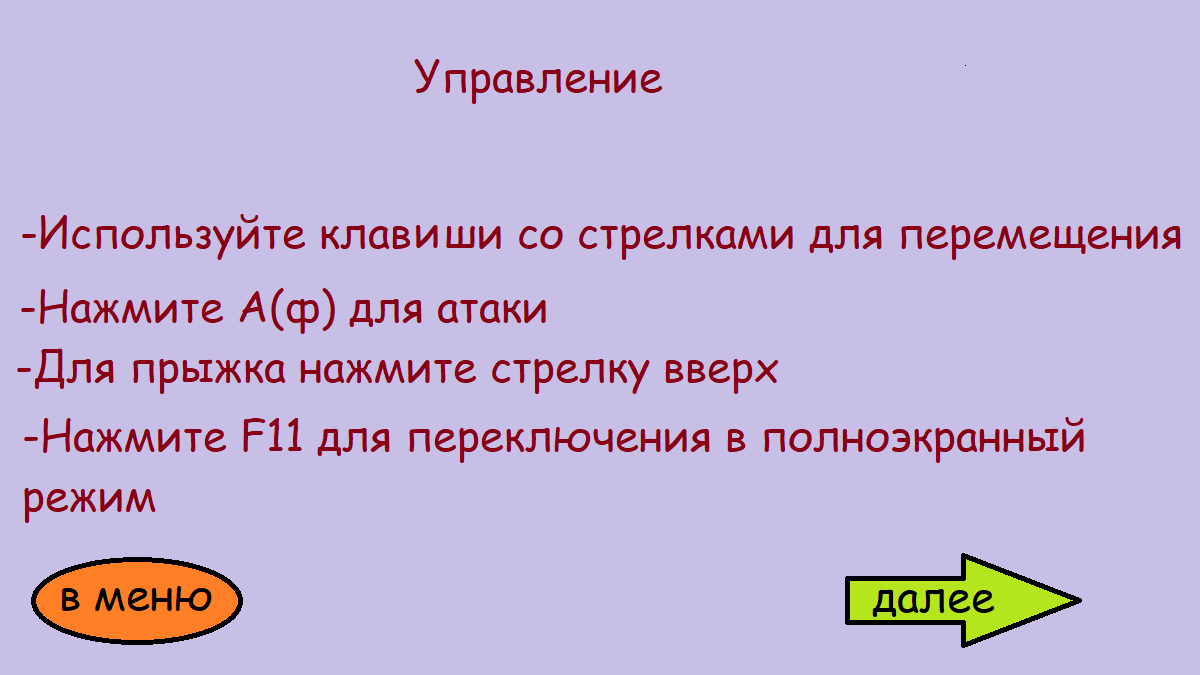 Управление
-Используйте клавиши со стрелками для перемещения
-Нажмите А(ф) для атаки
-Для прыжка нажмите стрелку вверх
-Нажмите F11 для переключения в полноэкранный
режим
в меню
далее